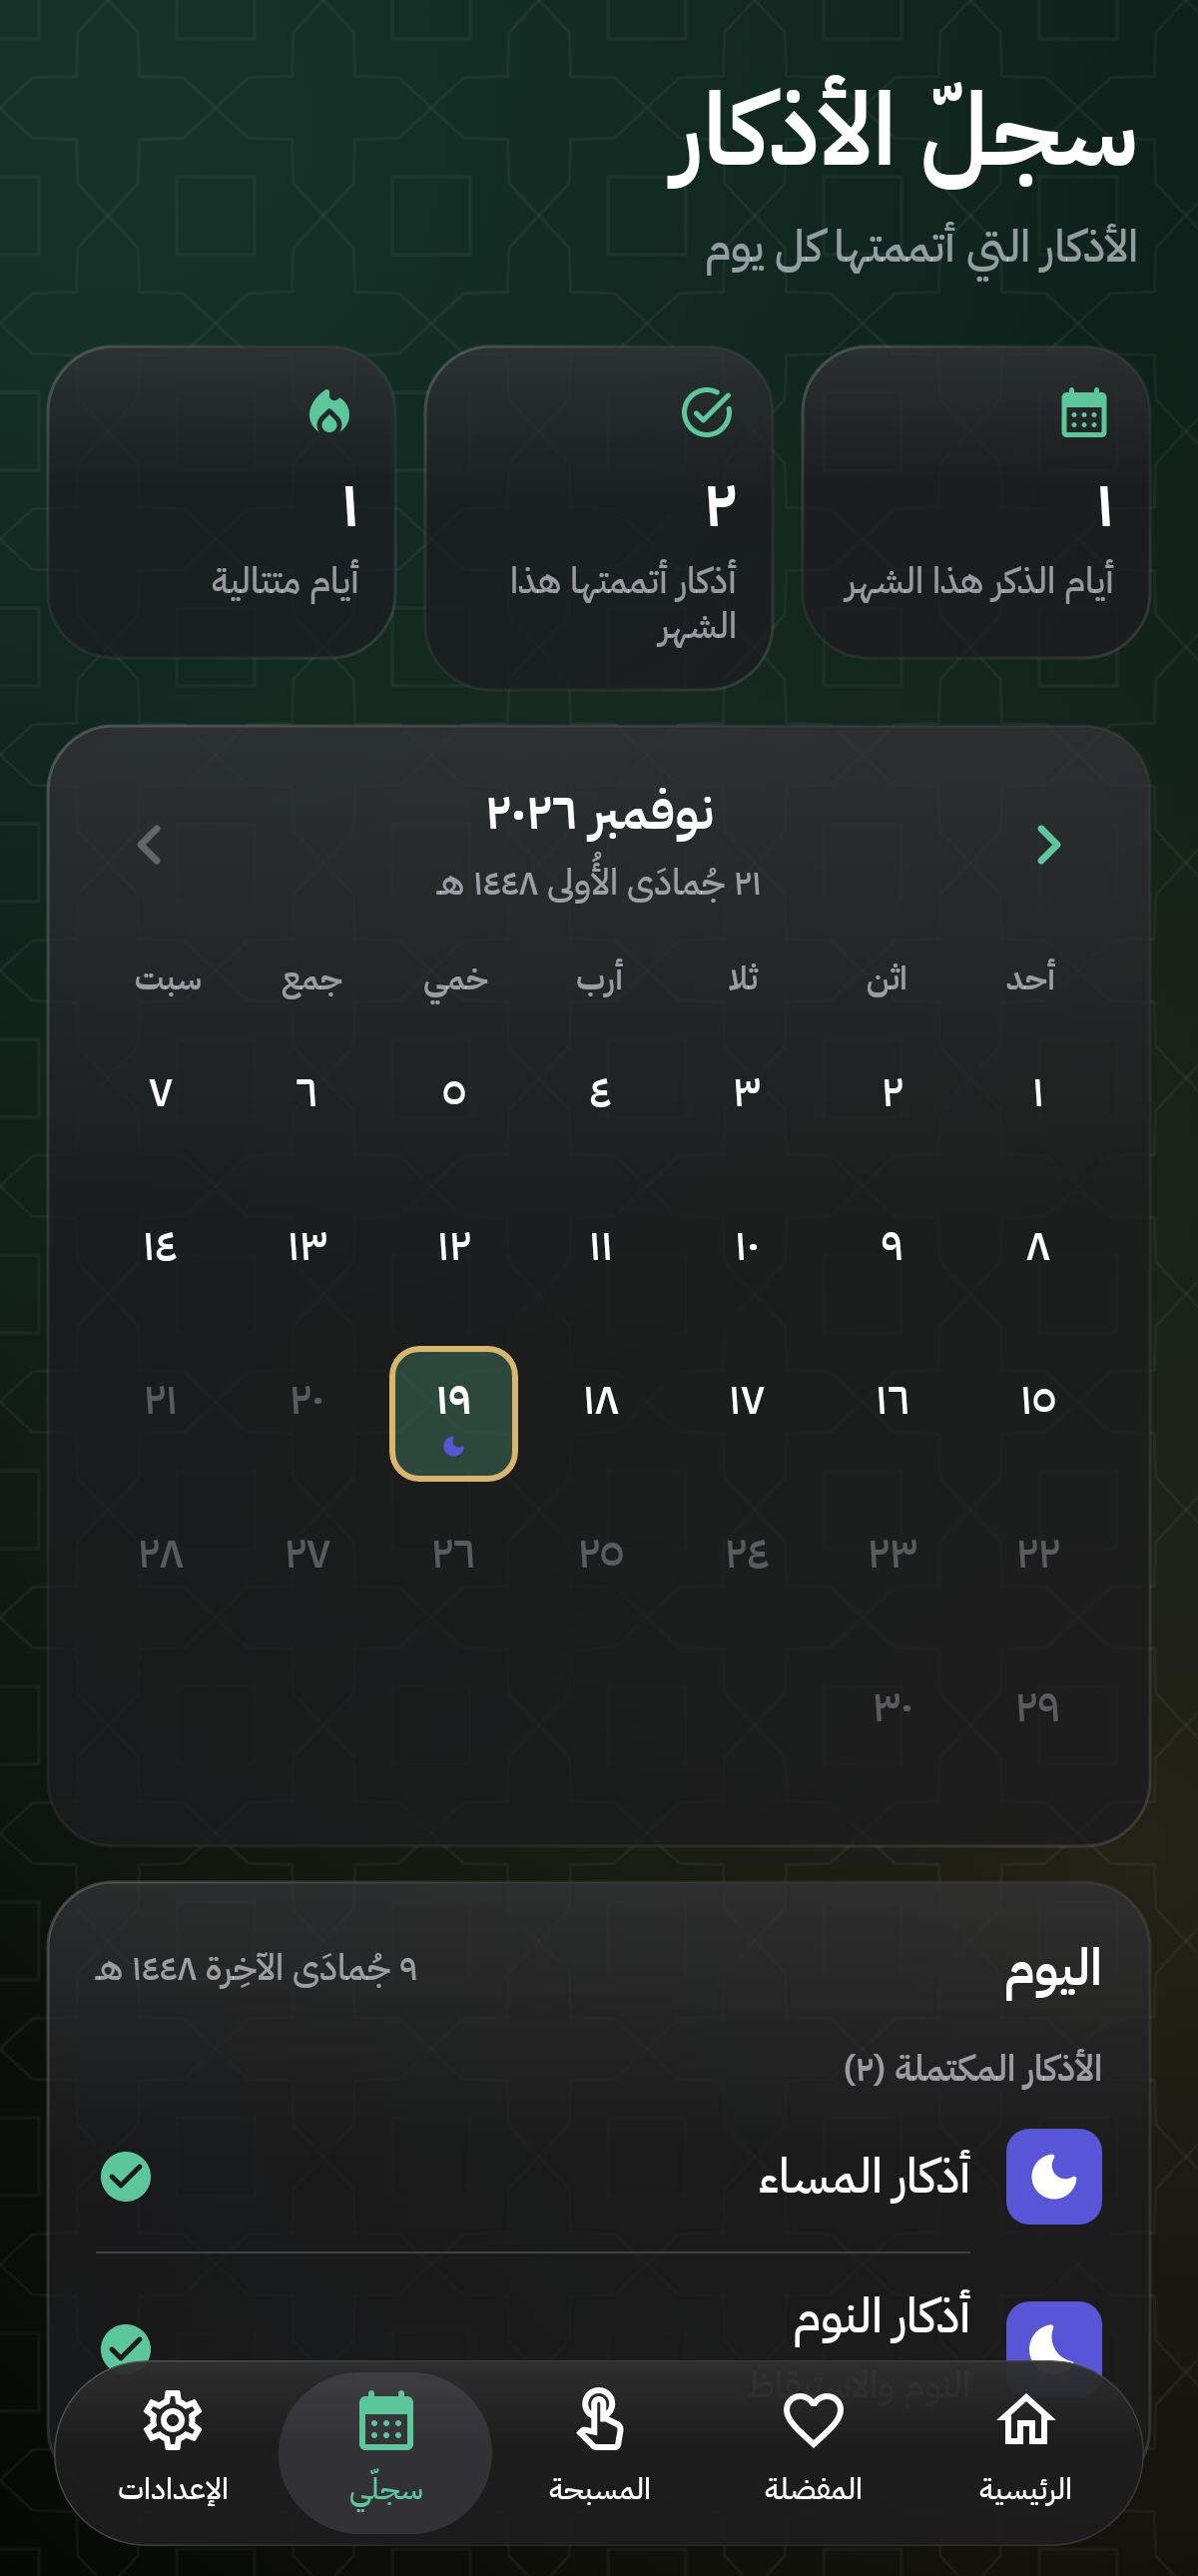 سجلّ الأذكار
الأذكار التي أتممتها كل يوم
١
أيام الذكر هذا الشهر
٢
أذكار أتممتها هذا
الشهر
١
أيام متتالية
نوفمبر ٢٠٢٦
٢١ جُمادَى الأُولى ١٤٤٨ هـ
أحد اثن ثلا أرب خمي جمع سبت
١ ٢ ٣ ٤ ٥ ٦ ٧
٨ ٩ ١٠ ١١ ١٢ ١٣ ١٤
١٥ ١٦ ١٧ ١٨ ١٩ ٢٠ ٢١
٢٢ ٢٣ ٢٤ ٢٥ ٢٦ ٢٧ ٢٨
٢٩ ٣٠
اليوم ٩ جُمادَى الآخِرة ١٤٤٨ هـ
الأذكار المكتملة (٢)
أذكار المساء
أذكار النوم
النوم والاستيقاظ
الرئيسية المفضلة المسبحة سجلّي الإعدادات